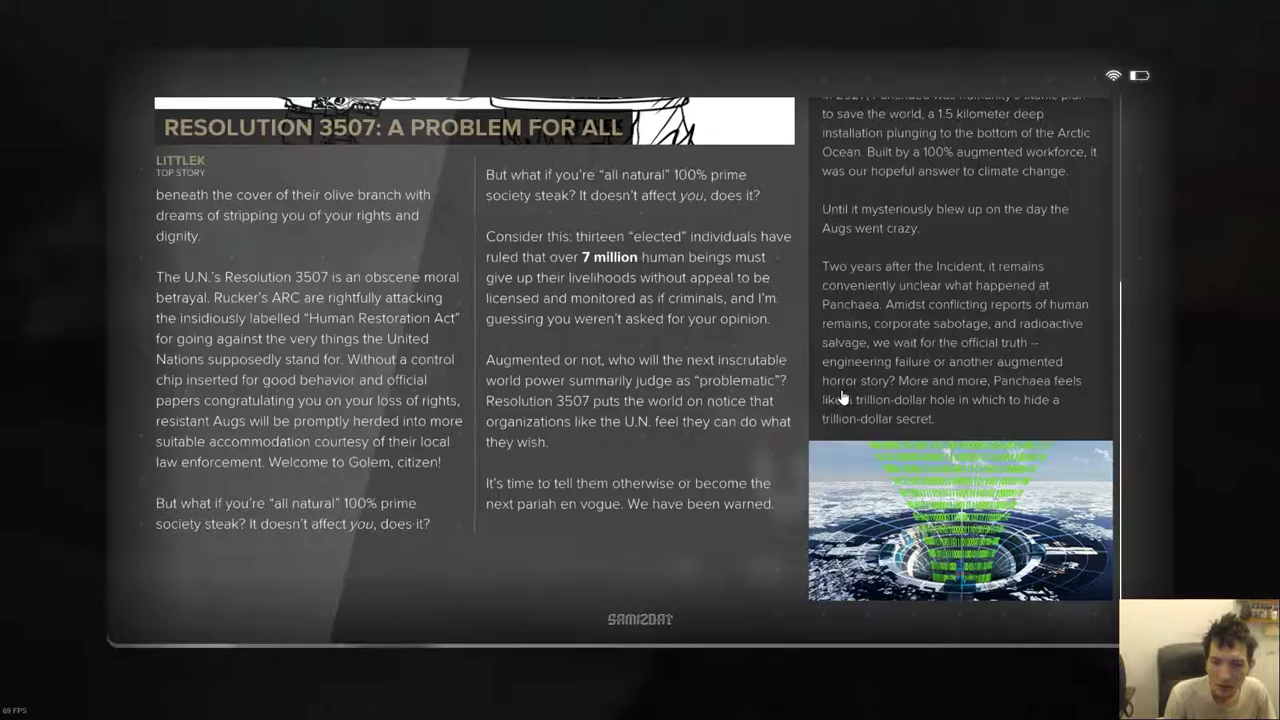 RESOLUTION 3507: A PROBLEM FOR ALL
LITTLEK
TOP STORY
beneath the cover of their olive branch with
dreams of stripping you of your rights and
dignity.
The U.N.'s Resolution 3507 is an obscene moral
betrayal. Rucker's ARC are rightfully attacking
the insidiously labelled “Human Restoration Act”
for going against the very things the United
Nations supposedly stand for. Without a control
chip inserted for good behavior and official
papers congratulating you on your loss of rights,
resistant Augs will be promptly herded into more
suitable accommodation courtesy of their local
law enforcement. Welcome to Golem, citizen!
But what if you're “all natural” 100% prime
society steak? It doesn't affect you, does it?
But what if you're “all natural” 100% prime
society steak? It doesn't affect you, does it?
Consider this: thirteen “elected” individuals have
ruled that over 7 million human beings must
give up their livelihoods without appeal to be
licensed and monitored as if criminals, and I'm
guessing you weren't asked for your opinion.
Augmented or not, who will the next inscrutable
world power summarily judge as “problematic”?
Resolution 3507 puts the world on notice that
organizations like the U.N. feel they can do what
they wish.
It's time to tell them otherwise or become the
next pariah en vogue. We have been warned.
In 2027, Panchaea was humanity's titanic plan
to save the world, a 1.5 kilometer deep
installation plunging to the bottom of the Arctic
Ocean. Built by a 100% augmented workforce, it
was our hopeful answer to climate change.
Until it mysteriously blew up on the day the
Augs went crazy.
Two years after the Incident, it remains
conveniently unclear what happened at
Panchaea. Amidst conflicting reports of human
remains, corporate sabotage, and radioactive
salvage, we wait for the official truth --
engineering failure or another augmented
horror story? More and more, Panchaea feels
like a trillion-dollar hole in which to hide a
trillion-dollar secret.
SAMIZDAT
69 FPS